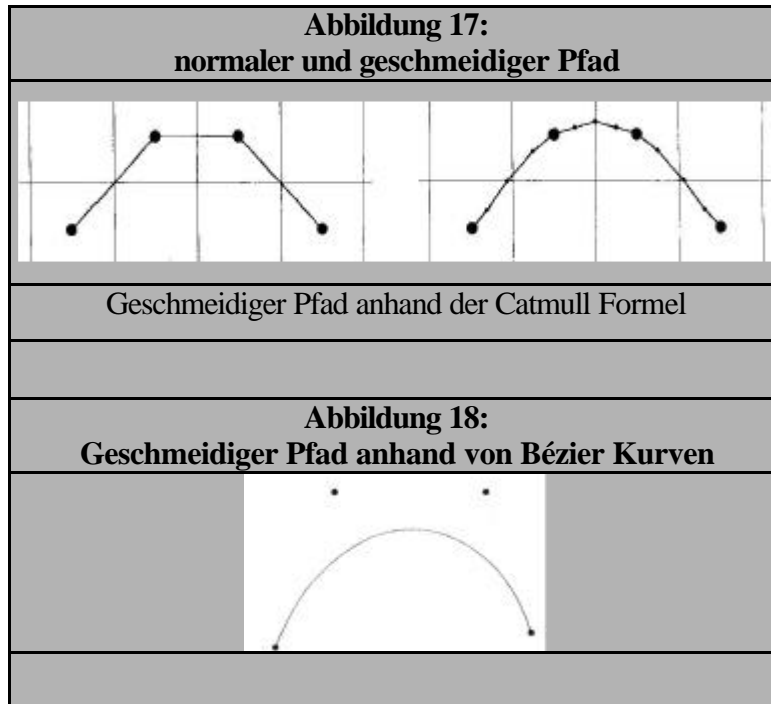 Abbildung 17:
normaler und geschmeidiger Pfad
Geschmeidiger Pfad anhand der Catmull Formel
Abbildung 18:
Geschmeidiger Pfad anhand von Bézier Kurven